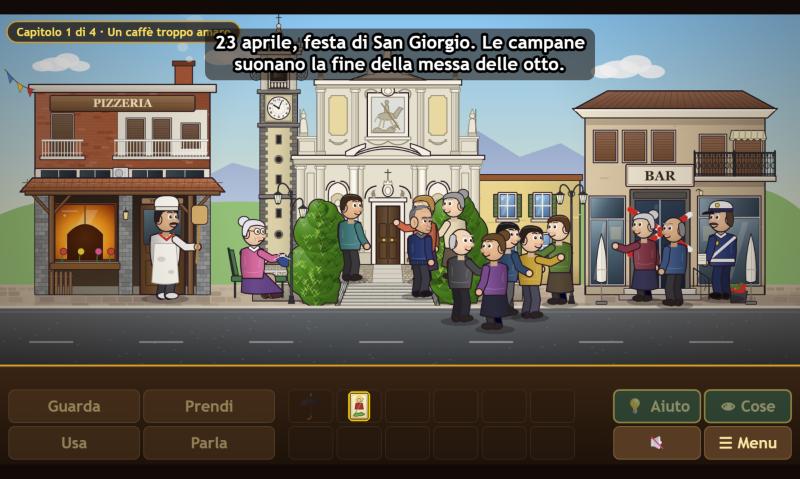 Capitolo 1 di 4 · Un caffè troppo amaro
23 aprile, festa di San Giorgio. Le campane
suonano la fine della messa delle otto.
PIZZERIA
BAR
Guarda
Prendi
Aiuto
Cose
Usa
Parla
Menu